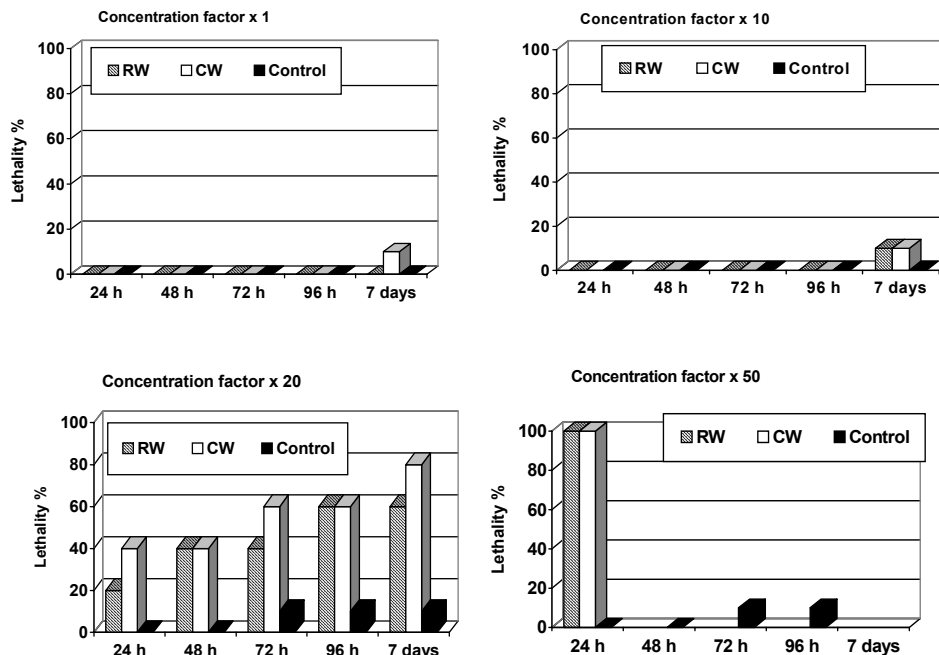 Concentration factor x 1
Lethality %
100
80
60
40
20
0
RW CW Control
24 h 48 h 72 h 96 h 7 days
Concentration factor x 10
Lethality %
100
80
60
40
20
0
RW CW Control
24 h 48 h 72 h 96 h 7 days
Concentration factor x 20
Lethality %
100
80
60
40
20
0
RW CW Control
24 h 48 h 72 h 96 h 7 days
Concentration factor x 50
Lethality %
100
80
60
40
20
0
RW CW Control
24 h 48 h 72 h 96 h 7 days